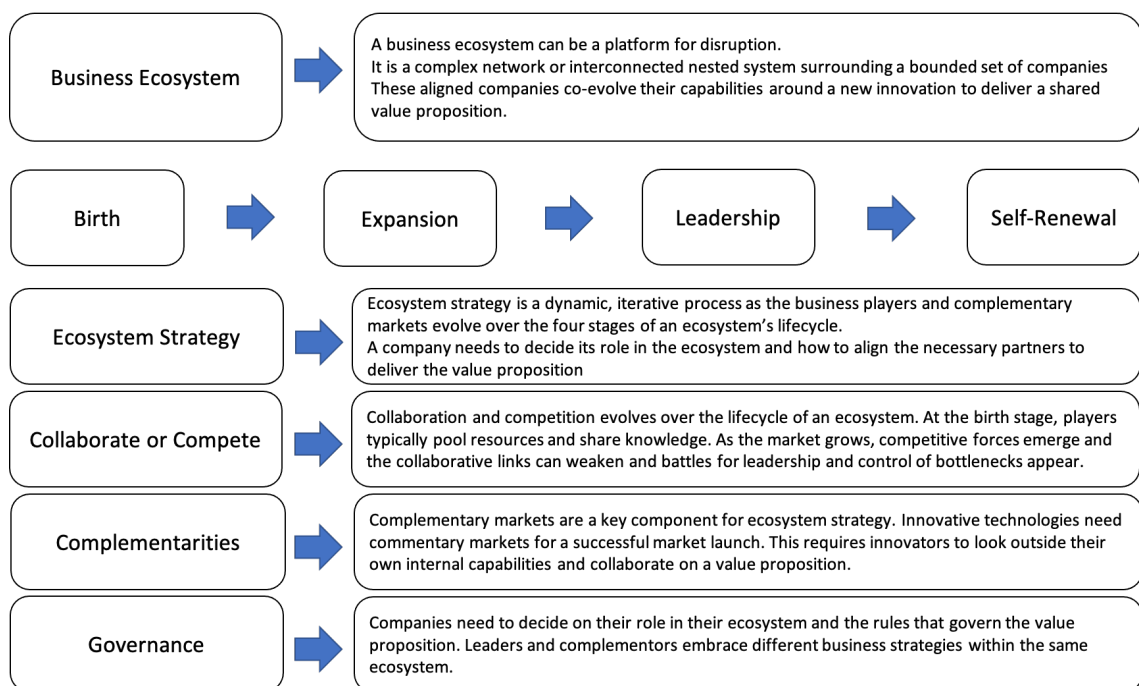 Business Ecosystem
A business ecosystem can be a platform for disruption.
It is a complex network or interconnected nested system surrounding a bounded set of companies
These aligned companies co-evolve their capabilities around a new innovation to deliver a shared
value proposition.
Birth
Expansion
Leadership
Self-Renewal
Ecosystem Strategy
Ecosystem strategy is a dynamic, iterative process as the business players and complementary
markets evolve over the four stages of an ecosystem’s lifecycle.
A company needs to decide its role in the ecosystem and how to align the necessary partners to
deliver the value proposition
Collaborate or Compete
Collaboration and competition evolves over the lifecycle of an ecosystem. At the birth stage, players
typically pool resources and share knowledge. As the market grows, competitive forces emerge and
the collaborative links can weaken and battles for leadership and control of bottlenecks appear.
Complementarities
Complementary markets are a key component for ecosystem strategy. Innovative technologies need
commentary markets for a successful market launch. This requires innovators to look outside their
own internal capabilities and collaborate on a value proposition.
Governance
Companies need to decide on their role in their ecosystem and the rules that govern the value
proposition. Leaders and complementors embrace different business strategies within the same
ecosystem.